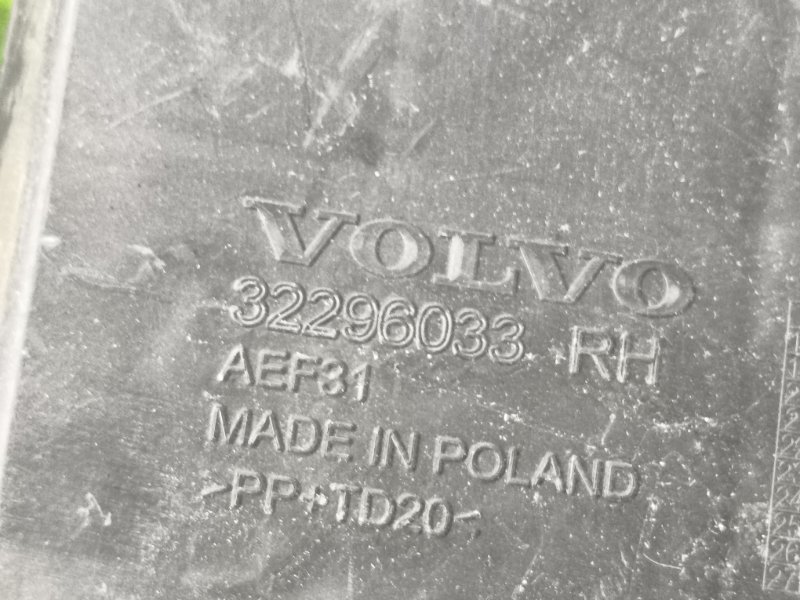 VOLVO
32296033 RH
AEF31
MADE IN POLAND
>PP+TD20<